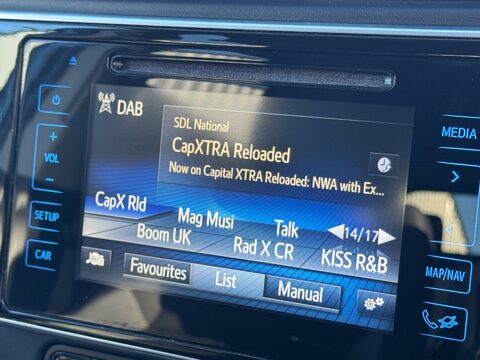 DAB
SDL National
CapXTRA Reloaded
Now on Capital XTRA Reloaded: NWA with Ex...
CapX Rld
Mag Musi
Talk
14/17
Boom UK
Rad X CR
KISS R&B
Favourites
List
Manual
+
VOL
−
SETUP
CAR
MEDIA
MAP/NAV